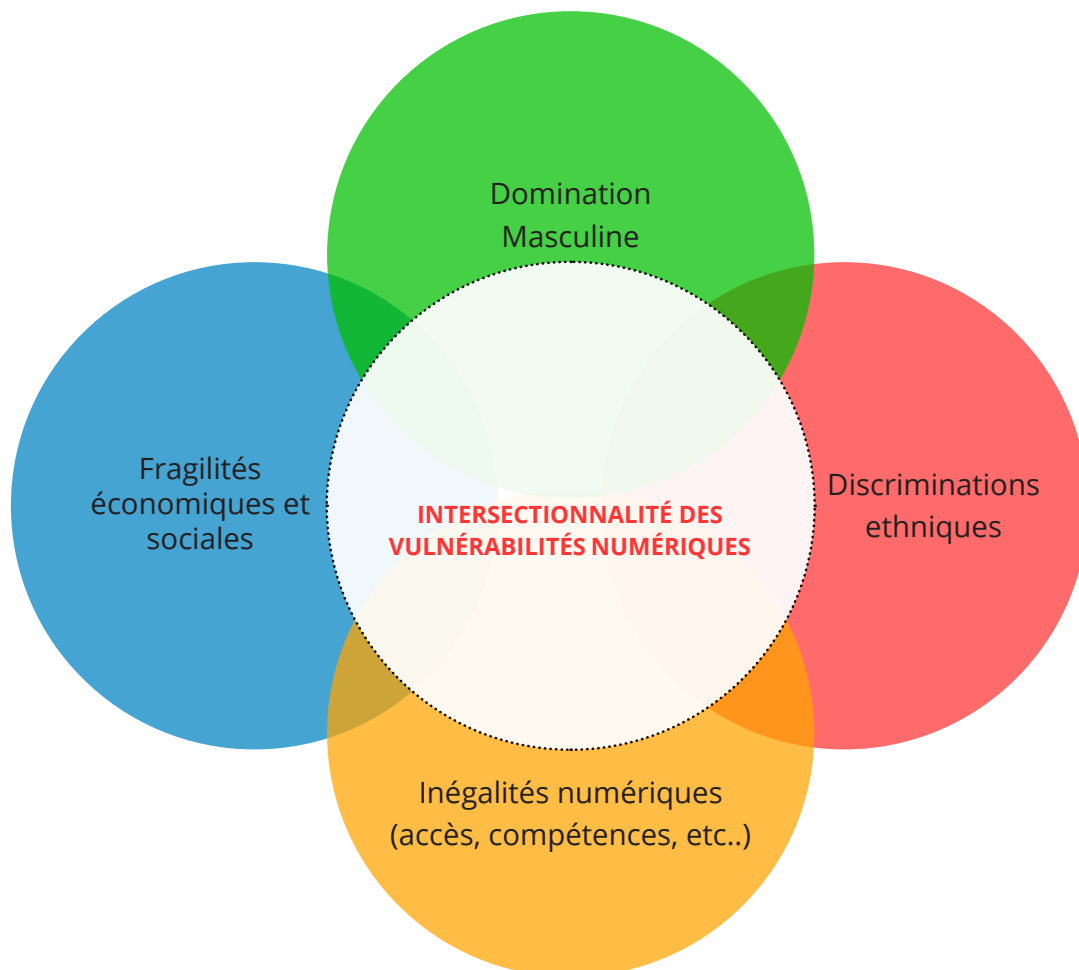 Domination
Masculine
Fragilités
économiques et
sociales
INTERSECTIONNALITÉ DES
VULNÉRABILITÉS NUMÉRIQUES
Discriminations
ethniques
Inégalités numériques
(accès, compétences, etc..)